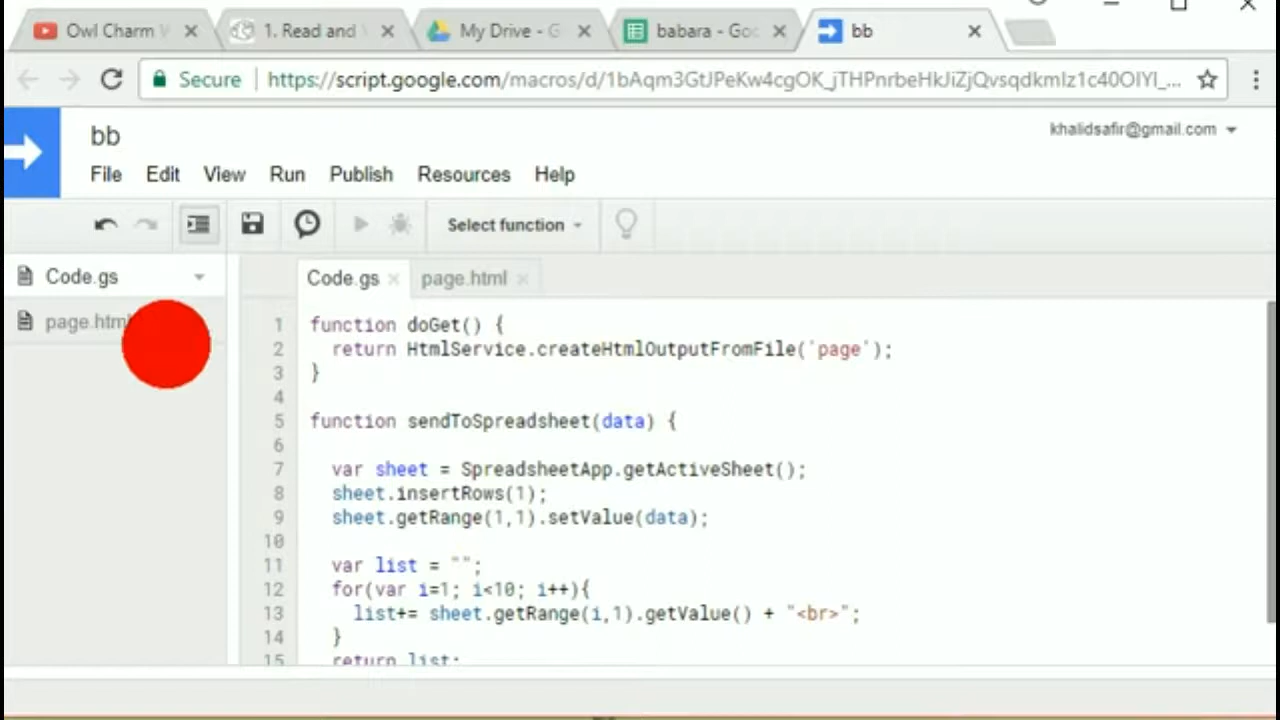 Owl Charm
1. Read and
My Drive - G
babara - Goo
bb
Secure
https://script.google.com/macros/d/1bAqm3GtJPeKw4cgOK_jTHPnrbeHkJiZjQvsqdkmIz1c40OIYI_...
bb
khalidsafir@gmail.com
File Edit View Run Publish Resources Help
Select function
Code.gs
page.html
Code.gs page.html
1 function doGet() {
2 return HtmlService.createHtmlOutputFromFile('page');
3 }
4
5 function sendToSpreadsheet(data) {
6
7 var sheet = SpreadsheetApp.getActiveSheet();
8 sheet.insertRows(1);
9 sheet.getRange(1,1).setValue(data);
10
11 var list = "";
12 for(var i=1; i<10; i++){
13 list+= sheet.getRange(i,1).getValue() + "<br>";
14 }
15 return list;